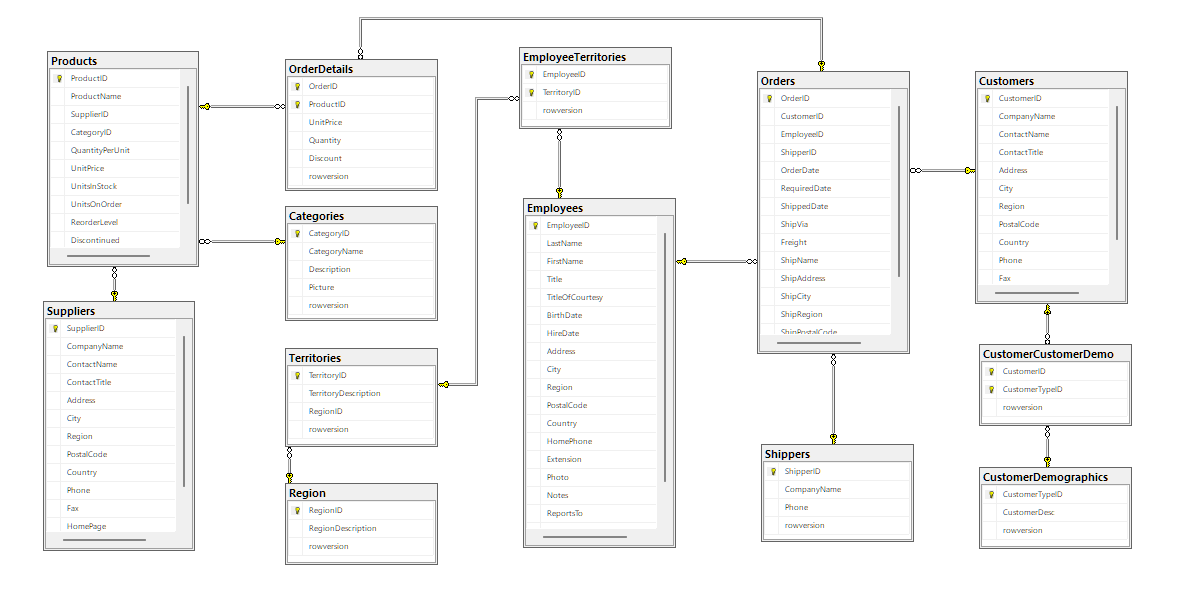 Products
ProductID
ProductName
SupplierID
CategoryID
QuantityPerUnit
UnitPrice
UnitsInStock
UnitsOnOrder
ReorderLevel
Discontinued
OrderDetails
OrderID
ProductID
UnitPrice
Quantity
Discount
rowversion
EmployeeTerritories
EmployeeID
TerritoryID
rowversion
Orders
OrderID
CustomerID
EmployeeID
ShipperID
OrderDate
RequiredDate
ShippedDate
ShipVia
Freight
ShipName
ShipAddress
ShipCity
ShipRegion
ShipPostalCode
Customers
CustomerID
CompanyName
ContactName
ContactTitle
Address
City
Region
PostalCode
Country
Phone
Fax
Categories
CategoryID
CategoryName
Description
Picture
rowversion
Employees
EmployeeID
LastName
FirstName
Title
TitleOfCourtesy
BirthDate
HireDate
Address
City
Region
PostalCode
Country
HomePhone
Extension
Photo
Notes
ReportsTo
Suppliers
SupplierID
CompanyName
ContactName
ContactTitle
Address
City
Region
PostalCode
Country
Phone
Fax
HomePage
Territories
TerritoryID
TerritoryDescription
RegionID
rowversion
CustomerCustomerDemo
CustomerID
CustomerTypeID
rowversion
Region
RegionID
RegionDescription
rowversion
Shippers
ShipperID
CompanyName
Phone
rowversion
CustomerDemographics
CustomerTypeID
CustomerDesc
rowversion